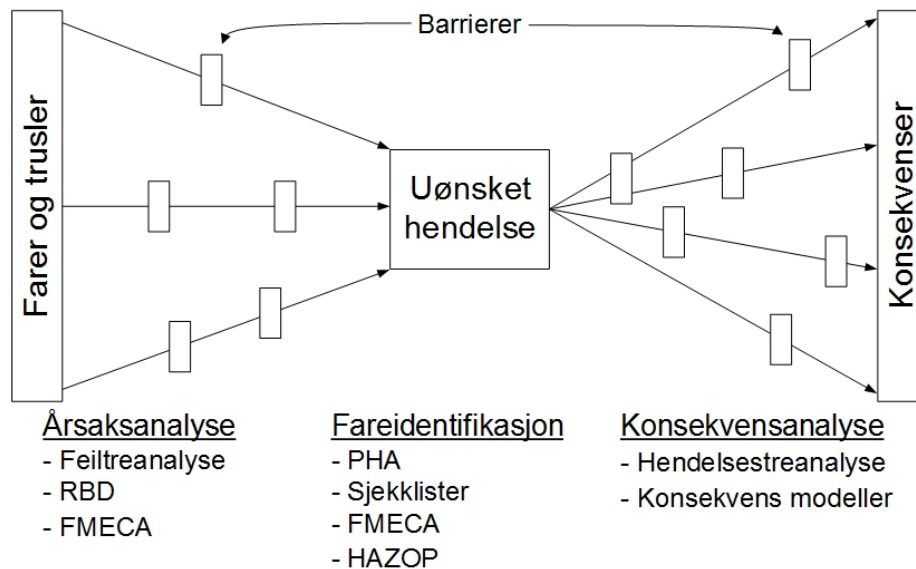 Barrierer
Farer og trusler
Uønsket
hendelse
Konsekvenser
Årsaksanalyse
- Feiltreanalyse
- RBD
- FMECA
Fareidentifikasjon
- PHA
- Sjekklister
- FMECA
- HAZOP
Konsekvensanalyse
- Hendelsestreanalyse
- Konsekvens modeller